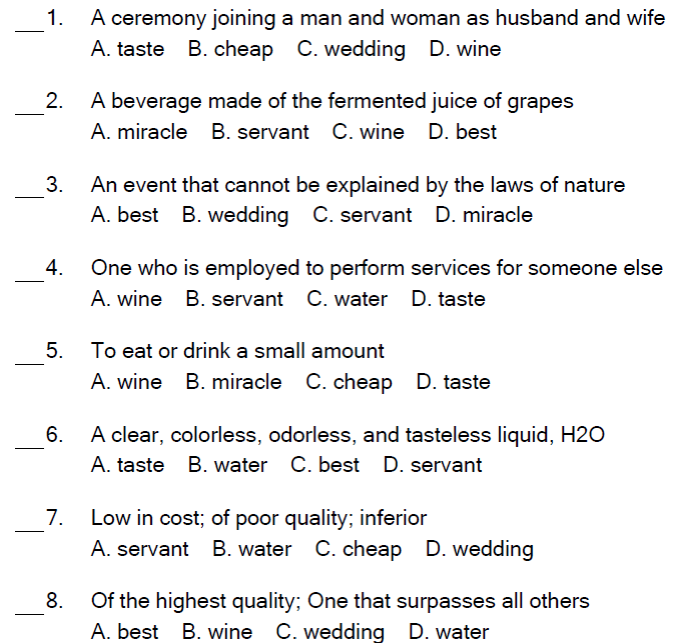 ___1. A ceremony joining a man and woman as husband and wife
A. taste B. cheap C. wedding D. wine
___2. A beverage made of the fermented juice of grapes
A. miracle B. servant C. wine D. best
___3. An event that cannot be explained by the laws of nature
A. best B. wedding C. servant D. miracle
___4. One who is employed to perform services for someone else
A. wine B. servant C. water D. taste
___5. To eat or drink a small amount
A. wine B. miracle C. cheap D. taste
___6. A clear, colorless, odorless, and tasteless liquid, H2O
A. taste B. water C. best D. servant
___7. Low in cost; of poor quality; inferior
A. servant B. water C. cheap D. wedding
___8. Of the highest quality; One that surpasses all others
A. best B. wine C. wedding D. water